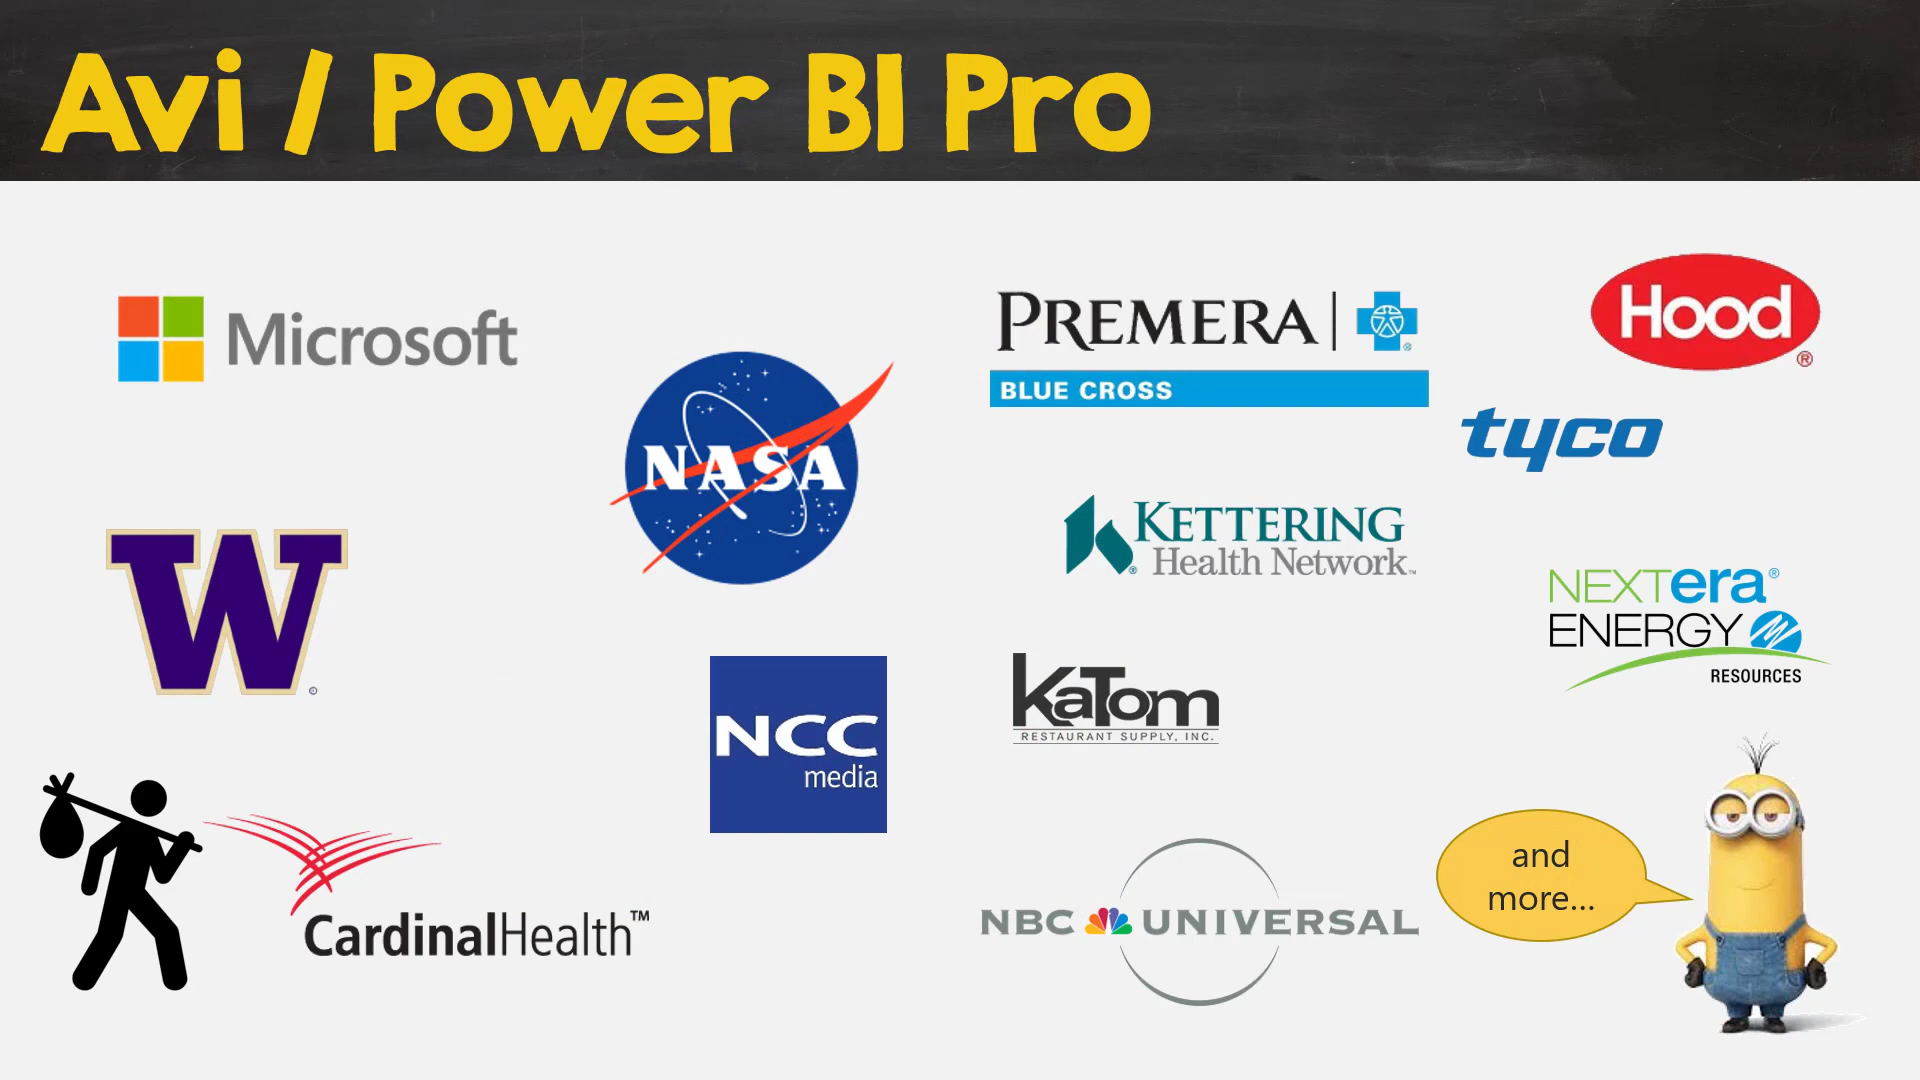 Avi / Power BI Pro
Microsoft
NASA
PREMERA
BLUE CROSS
Hood
®
tyco
KETTERING
Health Network™
W
NEXTera®
ENERGY
RESOURCES
NCC
media
KaTom
RESTAURANT SUPPLY, INC.
CardinalHealth™
NBC UNIVERSAL
and
more...